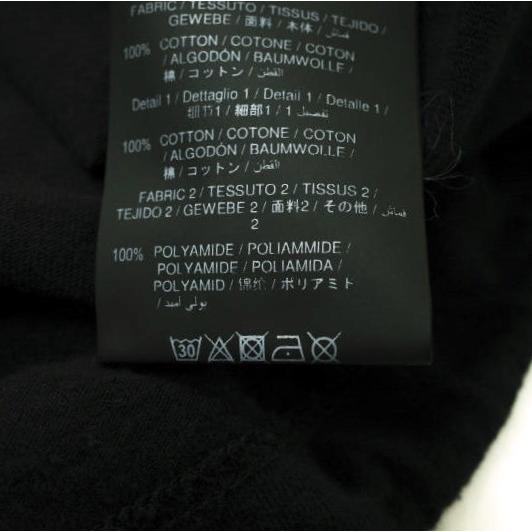 FABRIC / TESSUTO / TISSUS / TEJIDO /
GEWEBE / 面料 / 本体 / قماش /
100% COTTON / COTONE / COTON
/ ALGODÓN / BAUMWOLLE /
棉 / コットン / القطن /
Detail 1 / Dettaglio 1 / Detail 1 / Detalle 1 /
细节1 / 細部1 / تفصيل 1 /
100% COTTON / COTONE / COTON
/ ALGODÓN / BAUMWOLLE /
棉 / コットン / القطن /
FABRIC 2 / TESSUTO 2 / TISSUS 2 /
TEJIDO 2 / GEWEBE 2 / 面料2 / その他 / قماش
2
100% POLYAMIDE / POLIAMMIDE /
POLYAMIDE / POLIAMIDA /
POLYAMID / 锦纶 / ポリアミト
/ بولي أميد
30